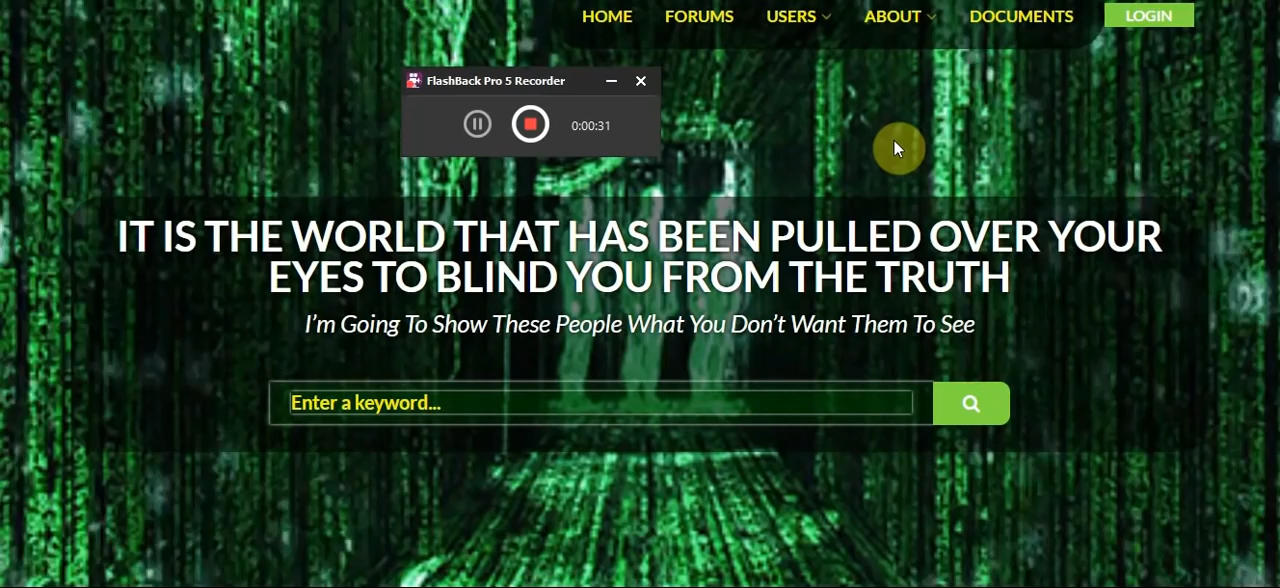 HOME FORUMS USERS ABOUT DOCUMENTS LOGIN
FlashBack Pro 5 Recorder
0:00:31
IT IS THE WORLD THAT HAS BEEN PULLED OVER YOUR
EYES TO BLIND YOU FROM THE TRUTH
I’m Going To Show These People What You Don’t Want Them To See
Enter a keyword...